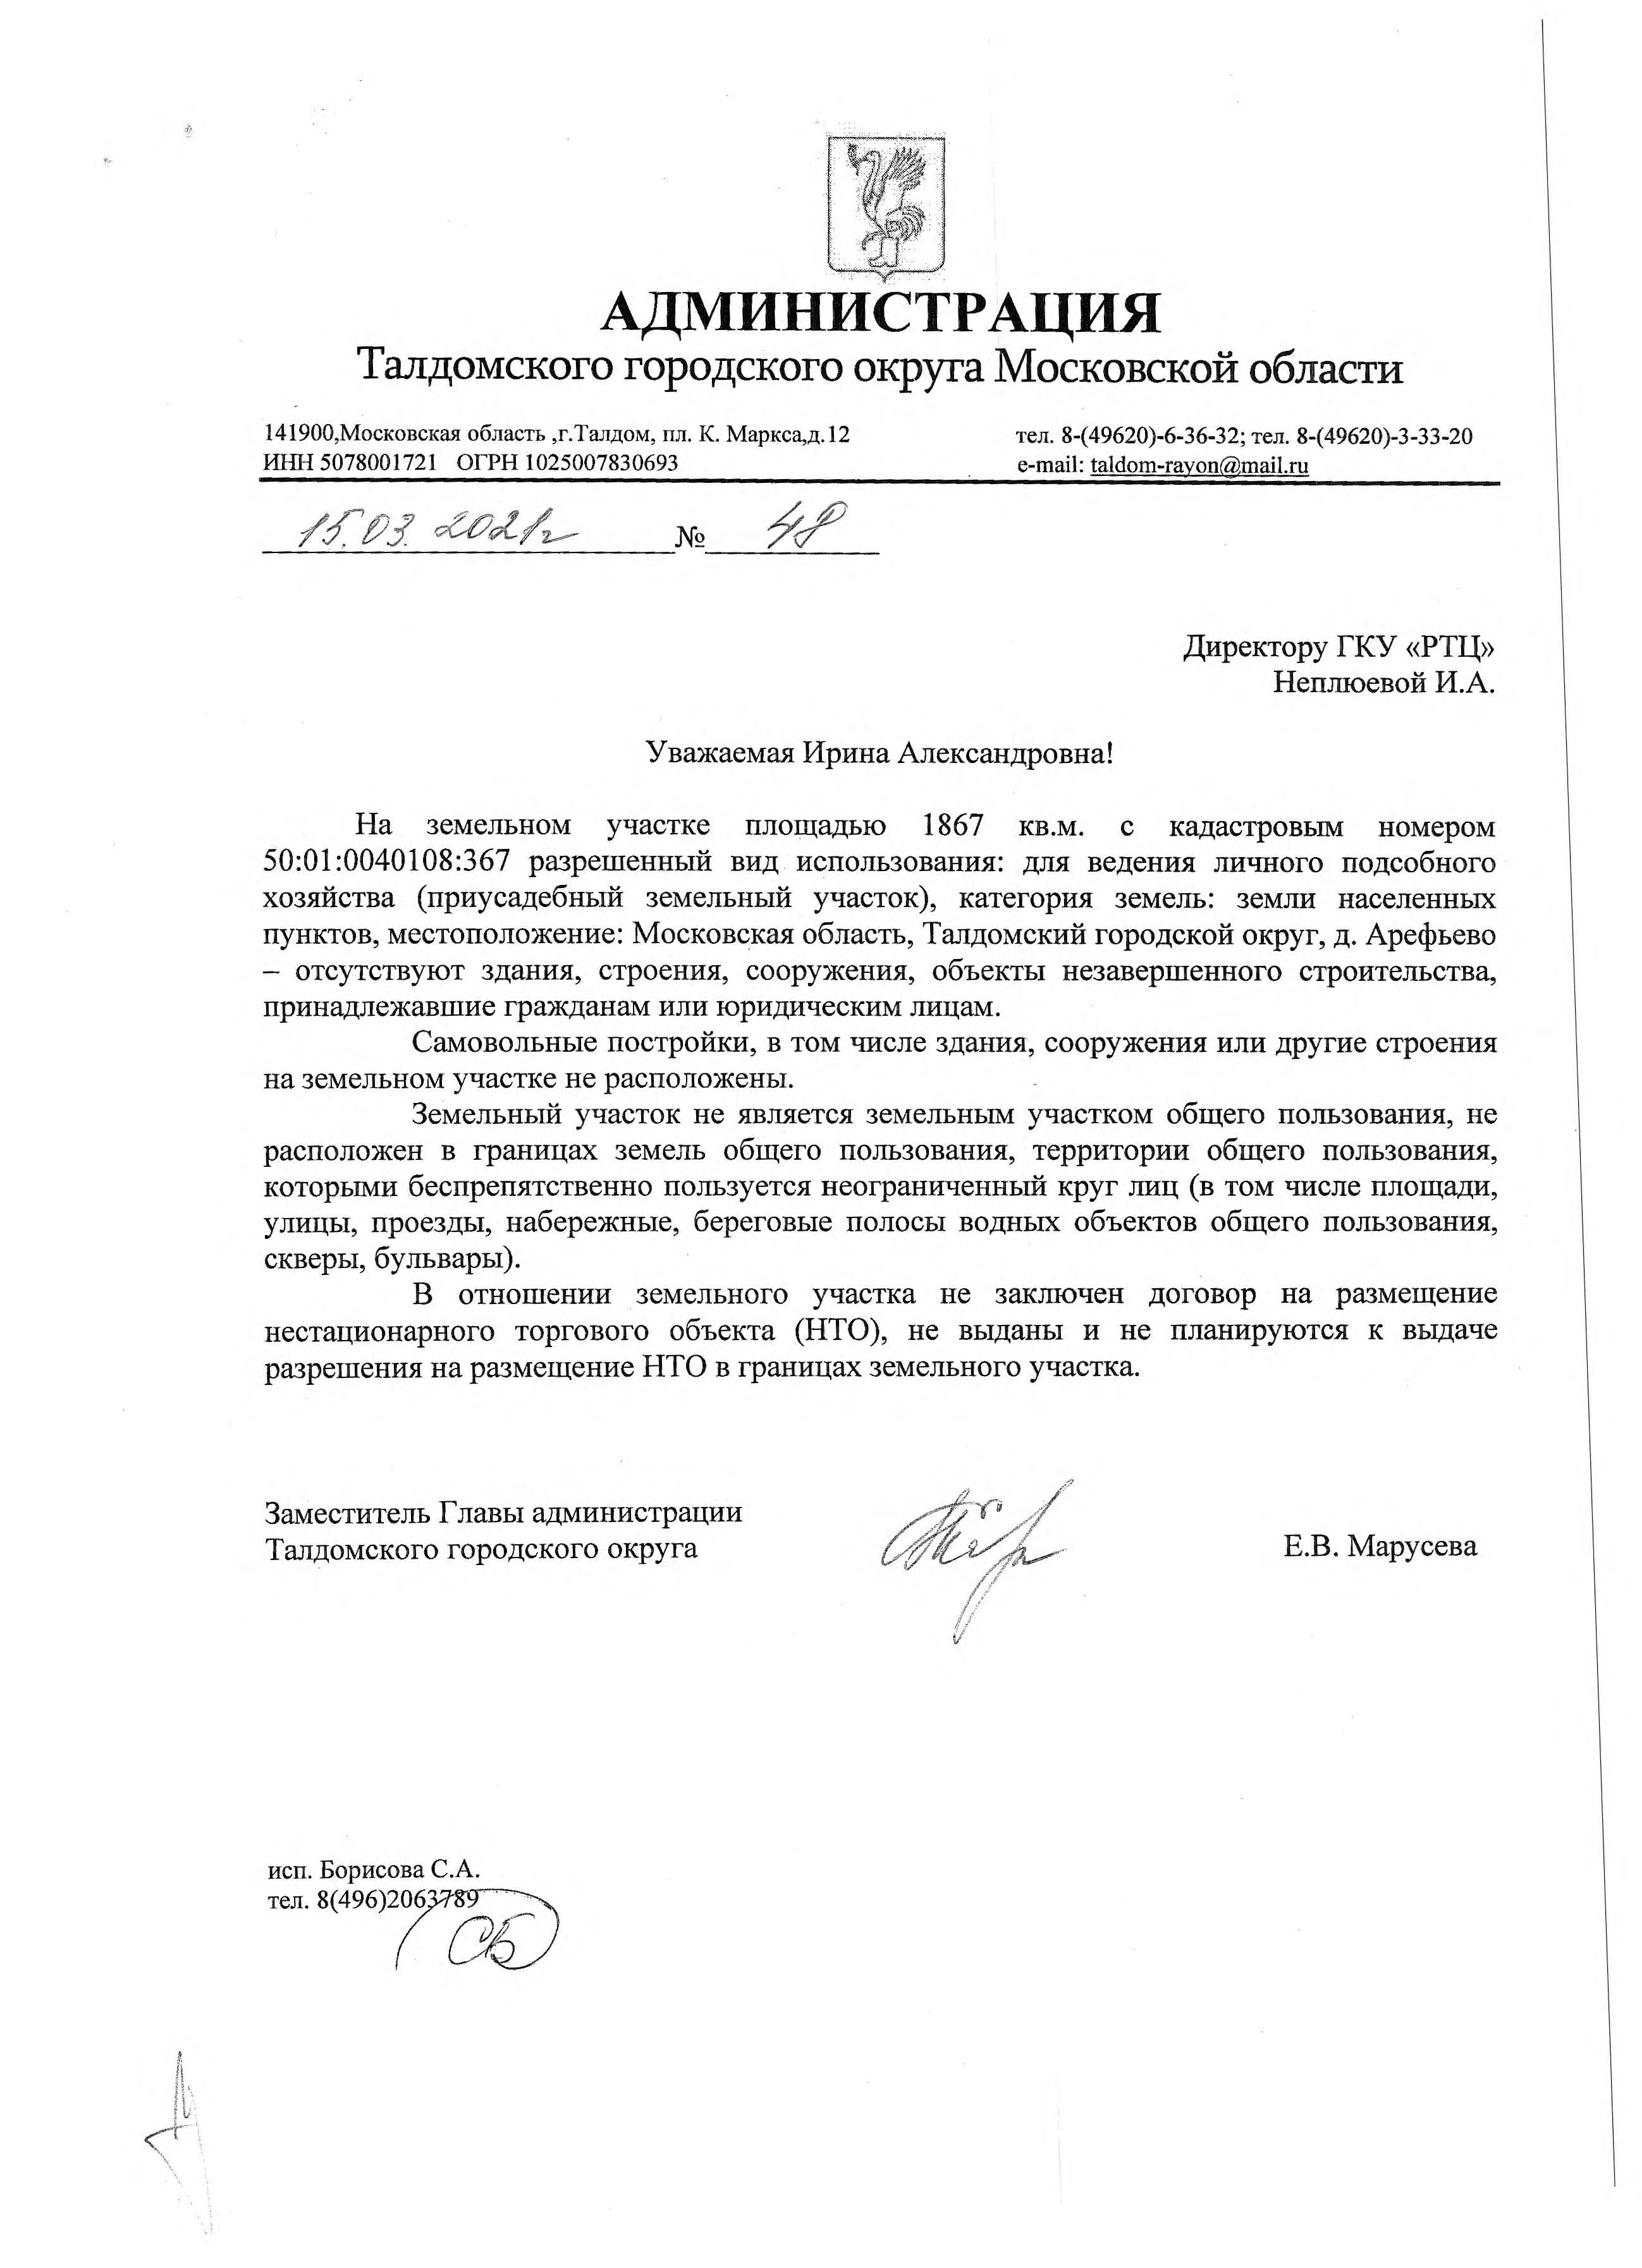 АДМИНИСТРАЦИЯ
Талдомского городского округа Московской области
141900,Московская область ,г.Талдом, пл. К. Маркса,д.12
тел. 8-(49620)-6-36-32; тел. 8-(49620)-3-33-20
ИНН 5078001721 ОГРН 1025007830693
e-mail: taldom-rayon@mail.ru
15.03.2021г № 48
Директору ГКУ «РТЦ»
Неплюевой И.А.
Уважаемая Ирина Александровна!
На земельном участке площадью 1867 кв.м. с кадастровым номером
50:01:0040108:367 разрешенный вид использования: для ведения личного подсобного
хозяйства (приусадебный земельный участок), категория земель: земли населенных
пунктов, местоположение: Московская область, Талдомский городской округ, д. Арефьево
– отсутствуют здания, строения, сооружения, объекты незавершенного строительства,
принадлежавшие гражданам или юридическим лицам.
Самовольные постройки, в том числе здания, сооружения или другие строения
на земельном участке не расположены.
Земельный участок не является земельным участком общего пользования, не
расположен в границах земель общего пользования, территории общего пользования,
которыми беспрепятственно пользуется неограниченный круг лиц (в том числе площади,
улицы, проезды, набережные, береговые полосы водных объектов общего пользования,
скверы, бульвары).
В отношении земельного участка не заключен договор на размещение
нестационарного торгового объекта (НТО), не выданы и не планируются к выдаче
разрешения на размещение НТО в границах земельного участка.
Заместитель Главы администрации
Талдомского городского округа
Е.В. Марусева
исп. Борисова С.А.
тел. 8(496)2063789